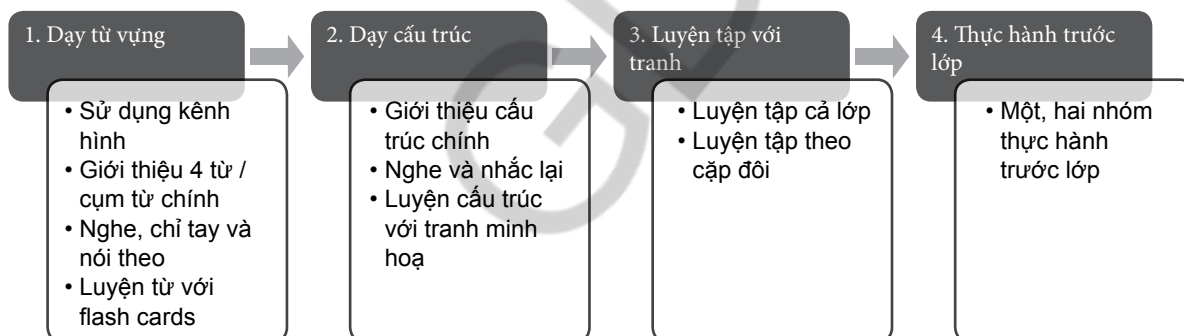 1. Dạy từ vựng
• Sử dụng kênh
hình
• Giới thiệu 4 từ /
cụm từ chính
• Nghe, chỉ tay và
nói theo
• Luyện từ với
flash cards
2. Dạy cấu trúc
• Giới thiệu cấu
trúc chính
• Nghe và nhắc lại
• Luyện cấu trúc
với tranh minh
hoạ
3. Luyện tập với
tranh
• Luyện tập cả lớp
• Luyện tập theo
cặp đôi
4. Thực hành trước
lớp
• Một, hai nhóm
thực hành
trước lớp